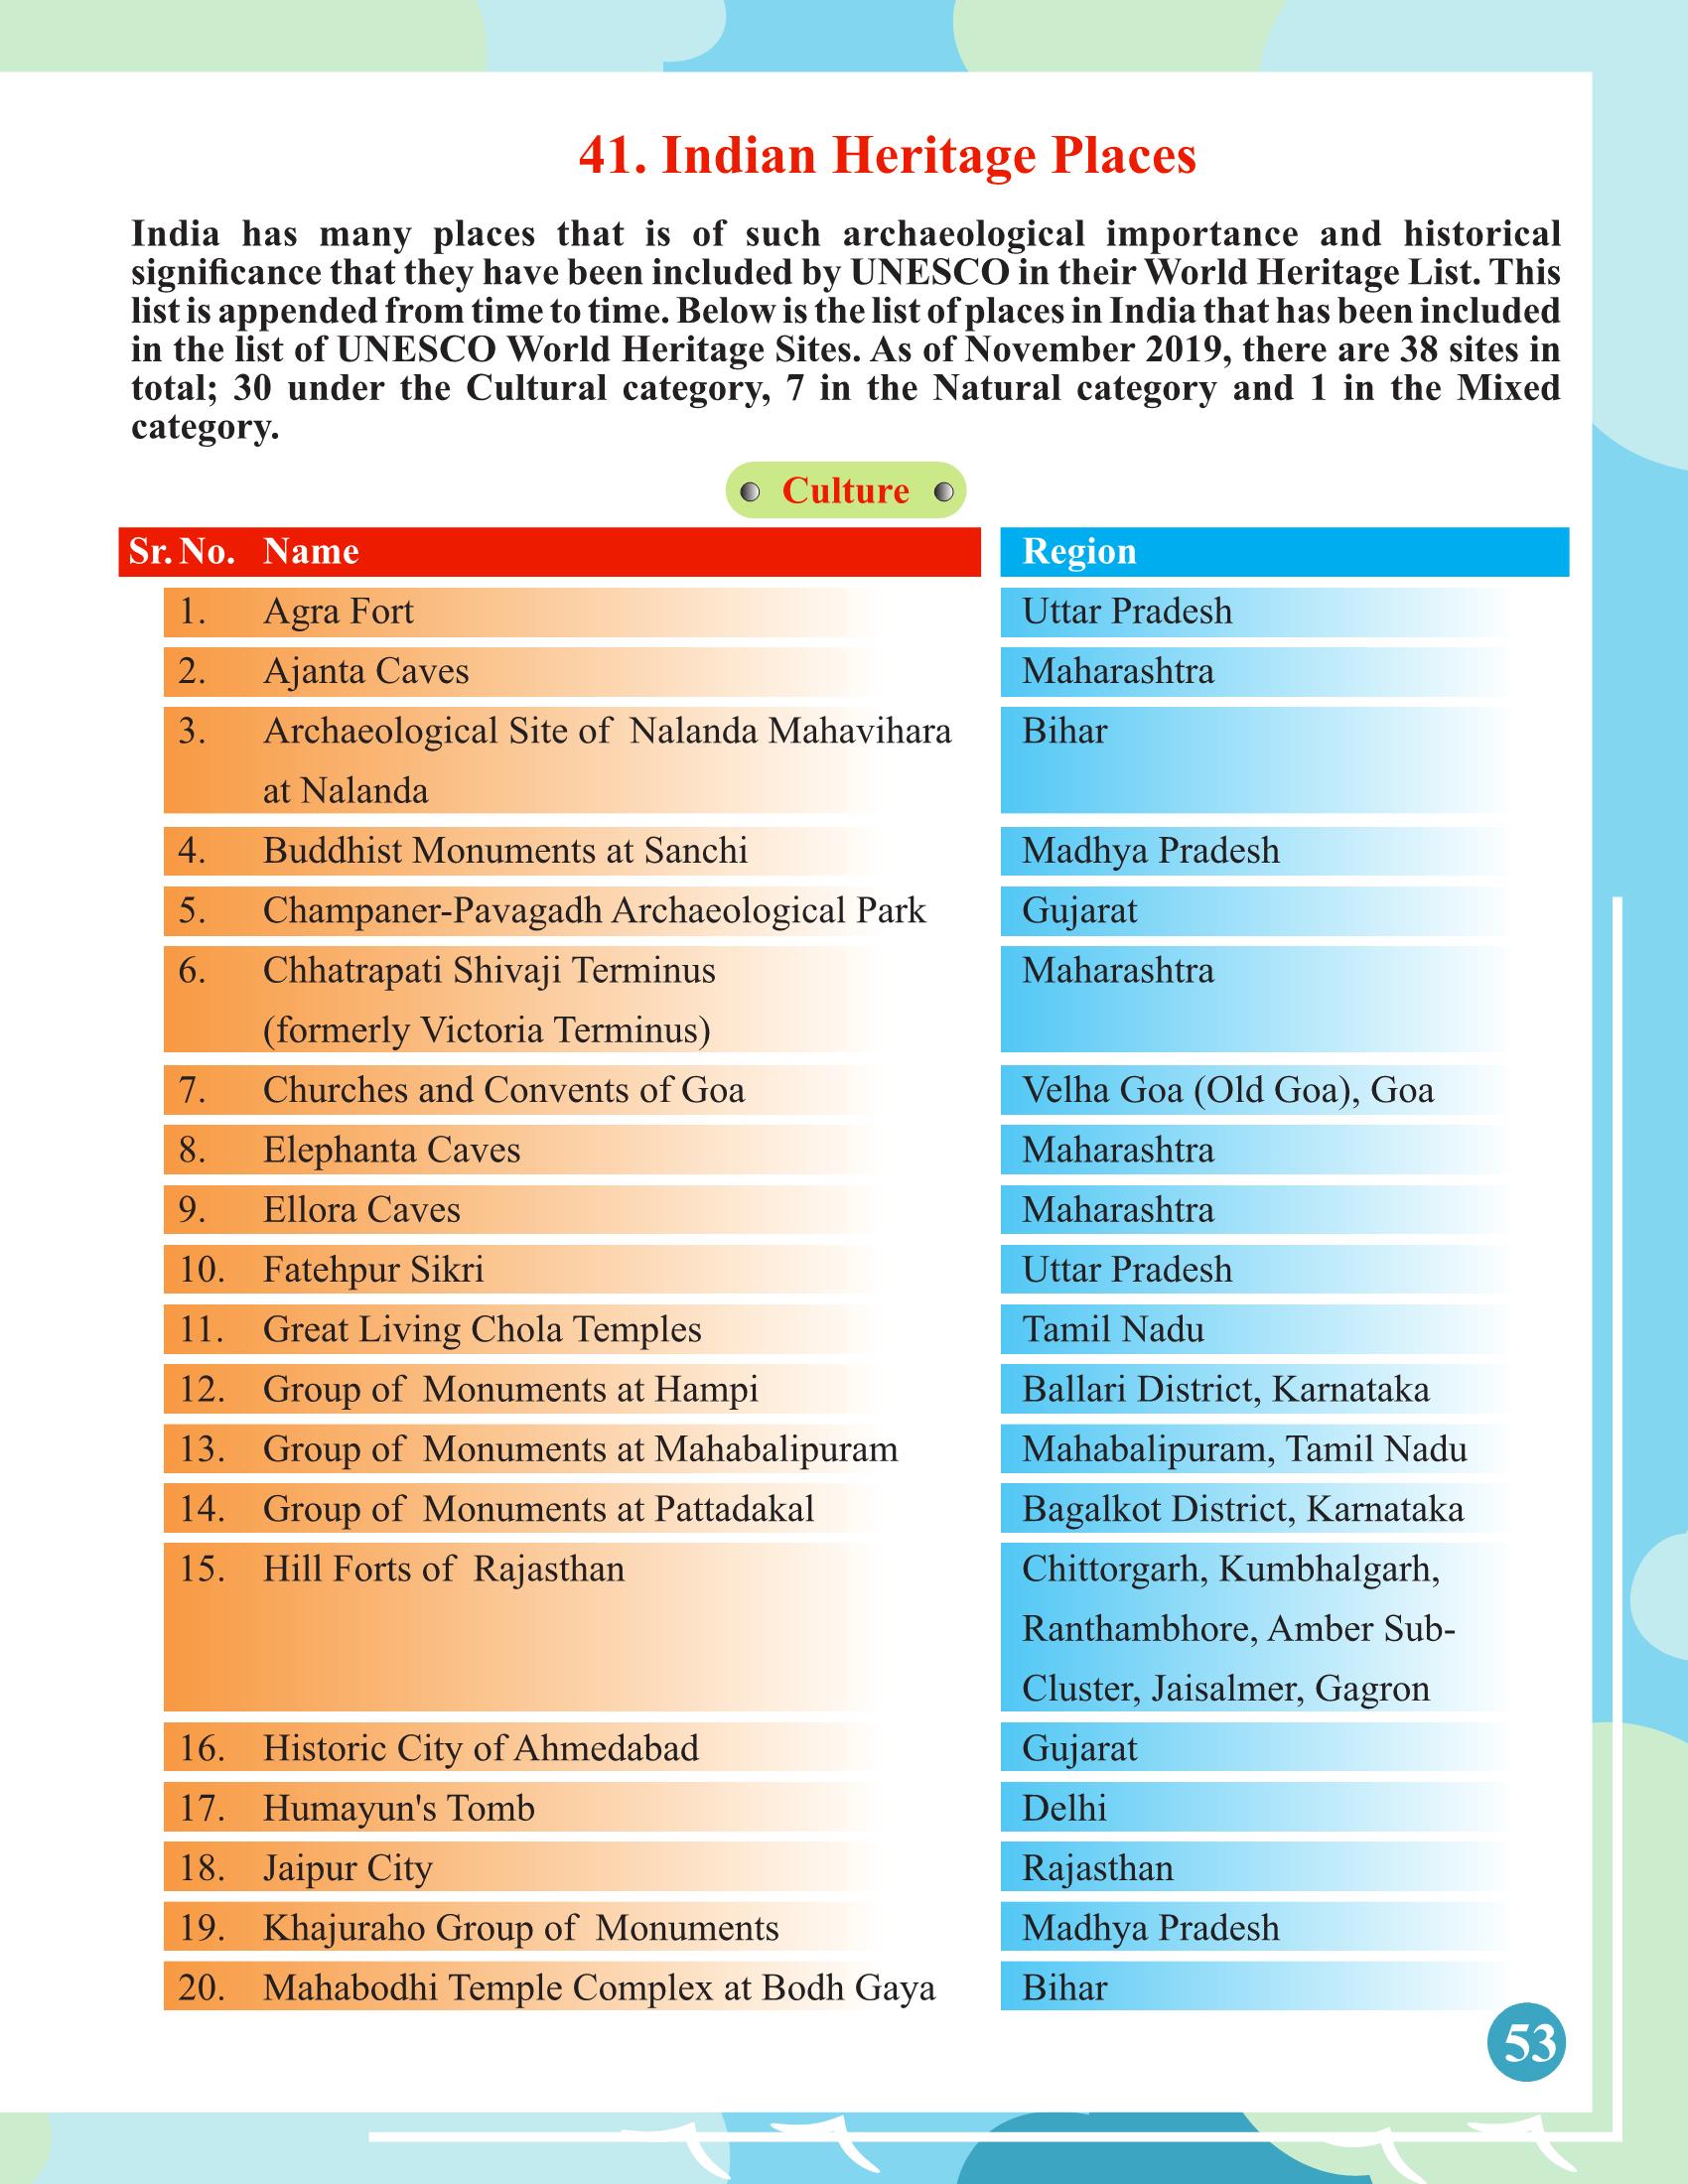 41. Indian Heritage Places
India has many places that is of such archaeological importance and historical
significance that they have been included by UNESCO in their World Heritage List. This
list is appended from time to time. Below is the list of places in India that has been included
in the list of UNESCO World Heritage Sites. As of November 2019, there are 38 sites in
total; 30 under the Cultural category, 7 in the Natural category and 1 in the Mixed
category.
Culture
Sr. No. Name Region
1. Agra Fort Uttar Pradesh
2. Ajanta Caves Maharashtra
3. Archaeological Site of Nalanda Mahavihara Bihar
at Nalanda
4. Buddhist Monuments at Sanchi Madhya Pradesh
5. Champaner-Pavagadh Archaeological Park Gujarat
6. Chhatrapati Shivaji Terminus Maharashtra
(formerly Victoria Terminus)
7. Churches and Convents of Goa Velha Goa (Old Goa), Goa
8. Elephanta Caves Maharashtra
9. Ellora Caves Maharashtra
10. Fatehpur Sikri Uttar Pradesh
11. Great Living Chola Temples Tamil Nadu
12. Group of Monuments at Hampi Ballari District, Karnataka
13. Group of Monuments at Mahabalipuram Mahabalipuram, Tamil Nadu
14. Group of Monuments at Pattadakal Bagalkot District, Karnataka
15. Hill Forts of Rajasthan Chittorgarh, Kumbhalgarh,
Ranthambhore, Amber Sub-
Cluster, Jaisalmer, Gagron
16. Historic City of Ahmedabad Gujarat
17. Humayun's Tomb Delhi
18. Jaipur City Rajasthan
19. Khajuraho Group of Monuments Madhya Pradesh
20. Mahabodhi Temple Complex at Bodh Gaya Bihar
53